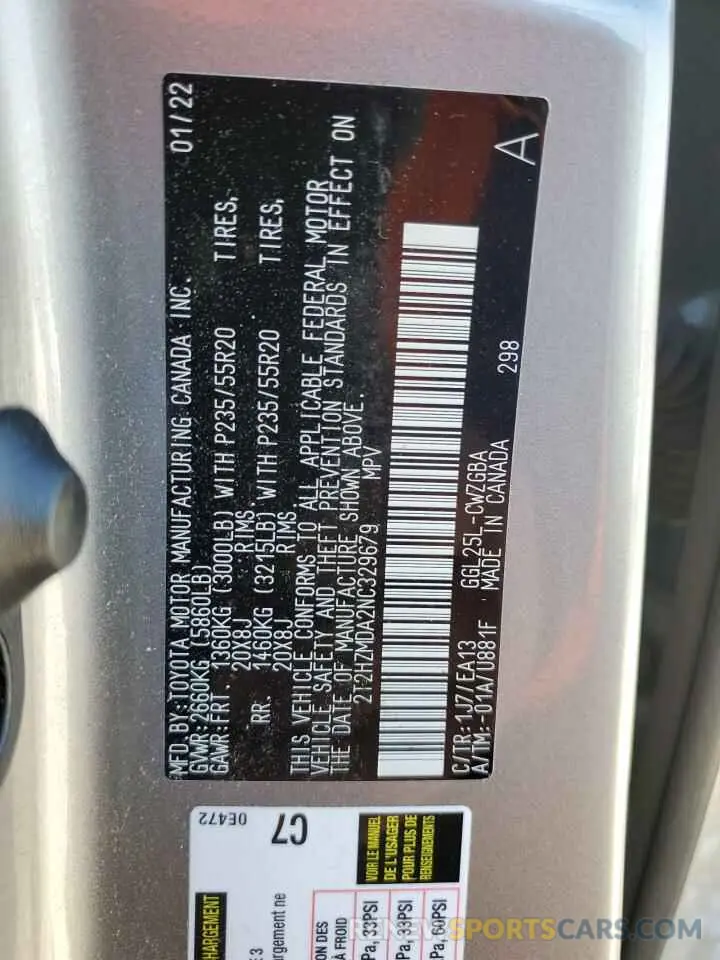 MFD.BY:TOYOTA MOTOR MANUFACTURING CANADA INC. 01/22
GVWR:2660KG (5860LB)
GAWR:FRT. 1360KG (3000LB) WITH P235/55R20 TIRES,
20X8J RIMS
RR. 1460KG (3215LB) WITH P235/55R20 TIRES,
20X8J RIMS
THIS VEHICLE CONFORMS TO ALL APPLICABLE FEDERAL MOTOR
VEHICLE SAFETY AND THEFT PREVENTION STANDARDS IN EFFECT ON
THE DATE OF MANUFACTURE SHOWN ABOVE.
2T2HZMDA2NC329679 MPV
C/TR:1J7/EA13 GGL25L-CWZGBA
A/TM:-01A/U881F MADE IN CANADA 298
A
0E472
C7
VOIR LE MANUEL
DE L'USAGER
POUR PLUS DE
RENSEIGNEMENTS
HARGEMENT
E 3
argement ne
ION DES
À FROID
Pa, 33PSI
Pa, 33PSI
Pa, 60PSI
RENEWSPORTSCARS.COM